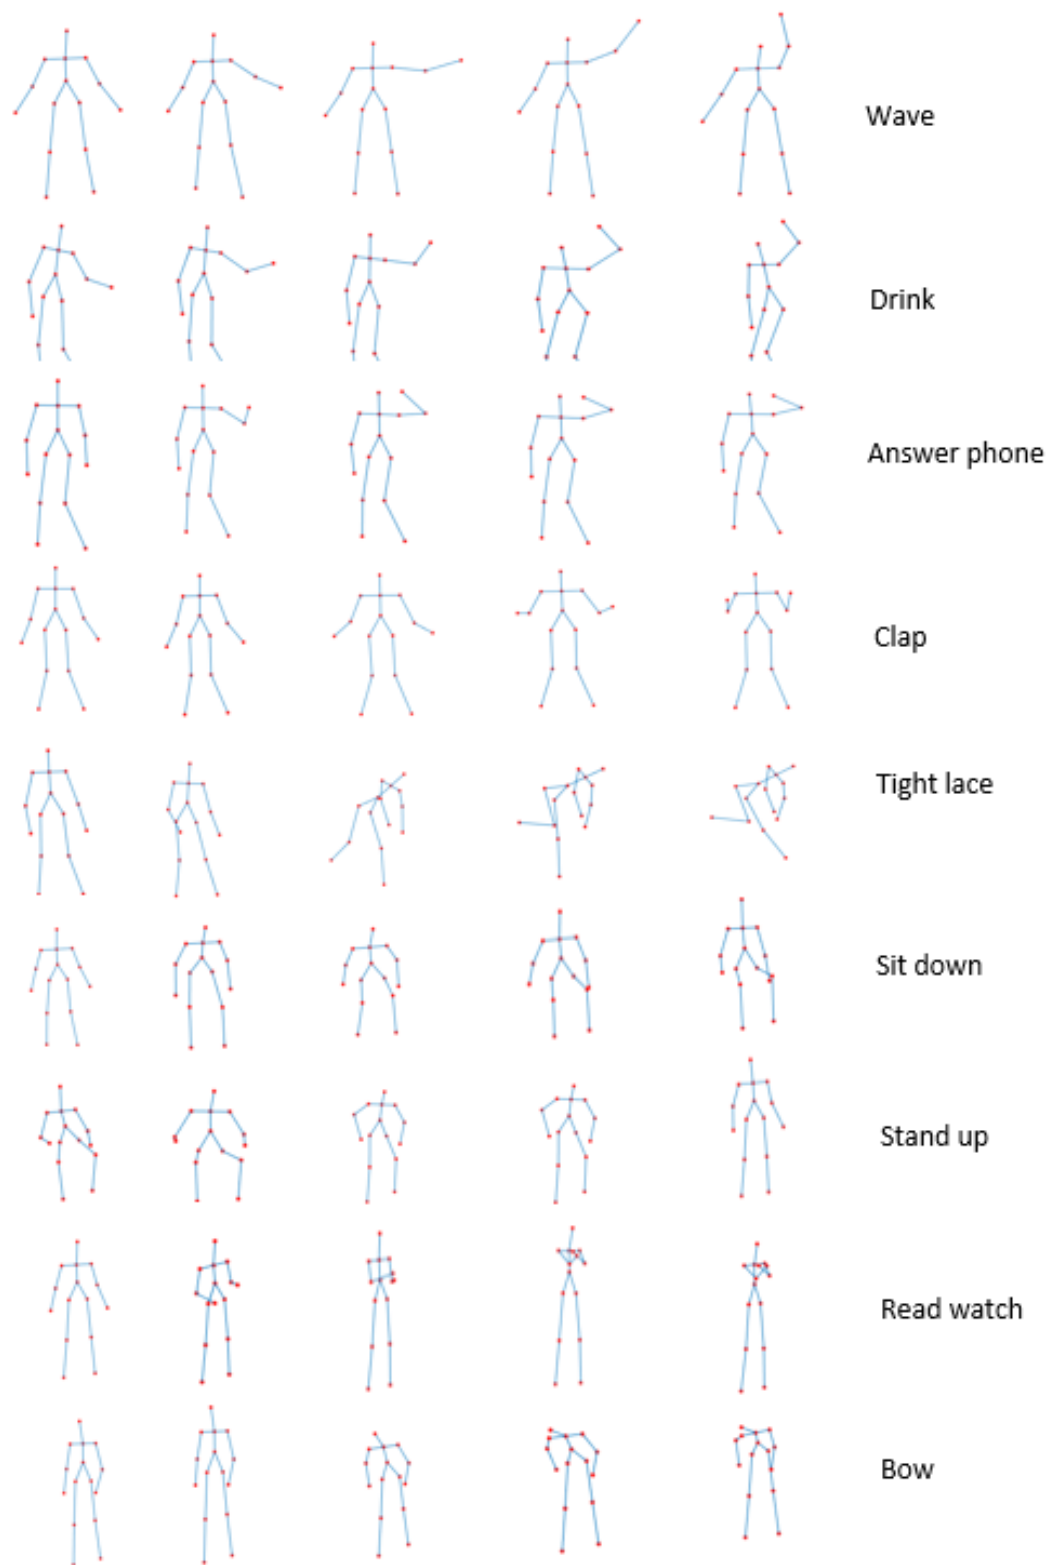 Wave
Drink
Answer phone
Clap
Tight lace
Sit down
Stand up
Read watch
Bow